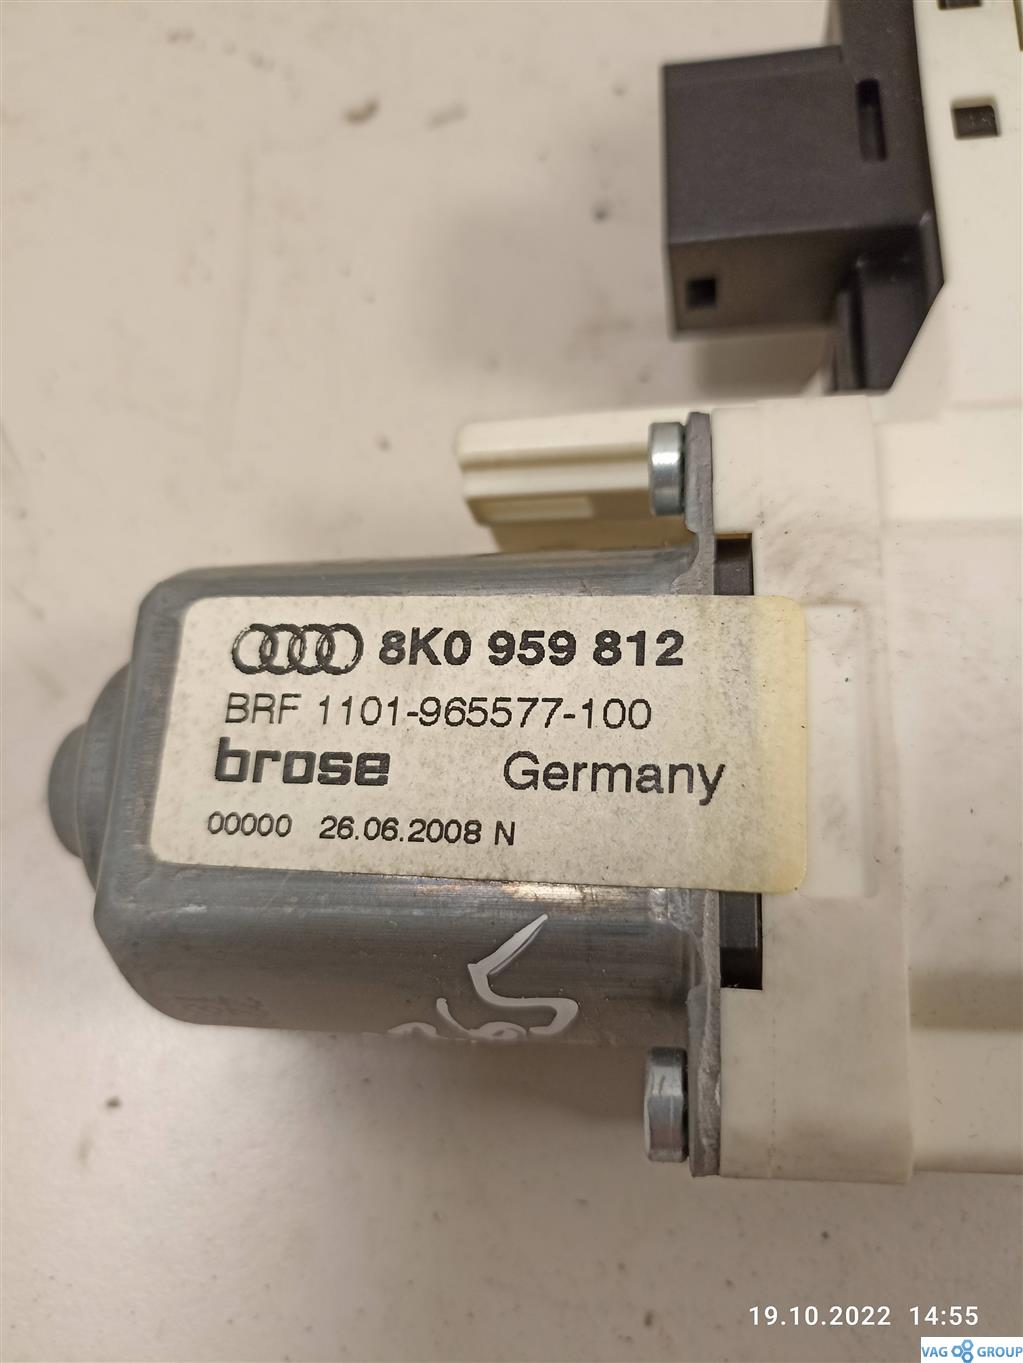 8K0 959 812
BRF 1101-965577-100
brose Germany
00000 26.06.2008 N
19.10.2022 14:55
VAG GROUP